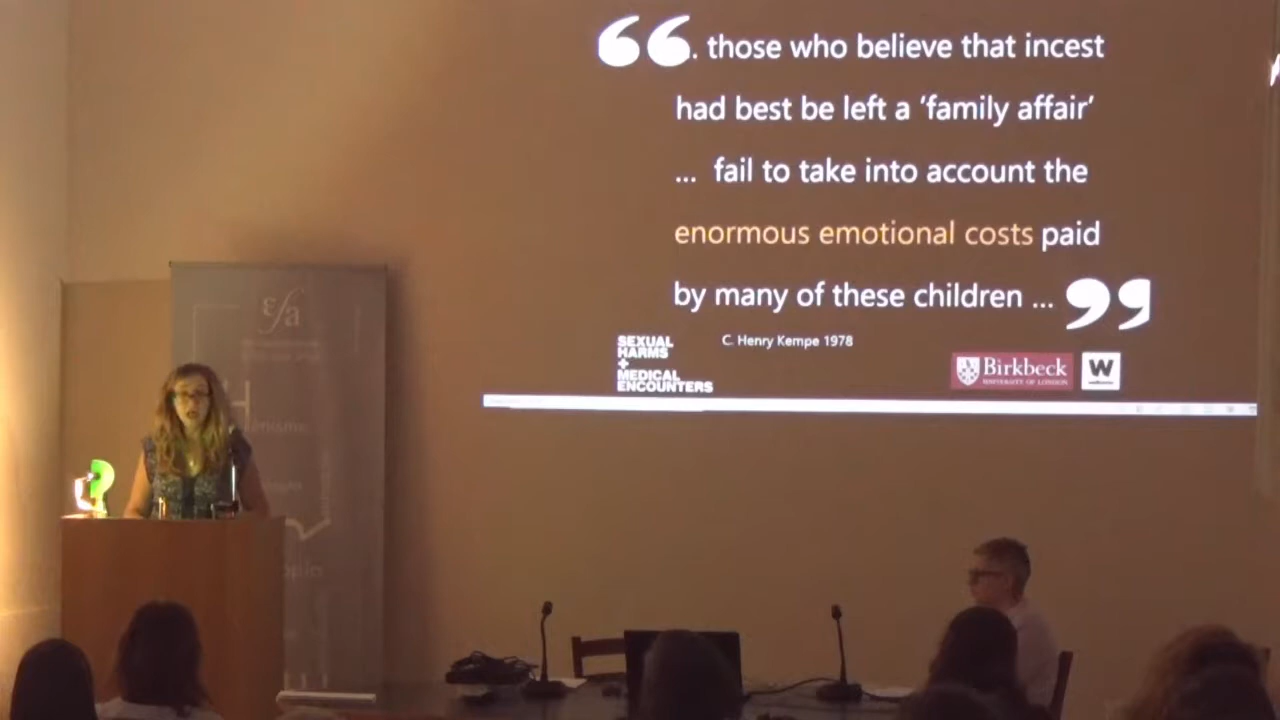 “. those who believe that incest
had best be left a ‘family affair’
... fail to take into account the
enormous emotional costs paid
by many of these children ... ”
C. Henry Kempe 1978
SEXUAL
HARMS
+
MEDICAL
ENCOUNTERS
Birkbeck
UNIVERSITY OF LONDON
W
εfa